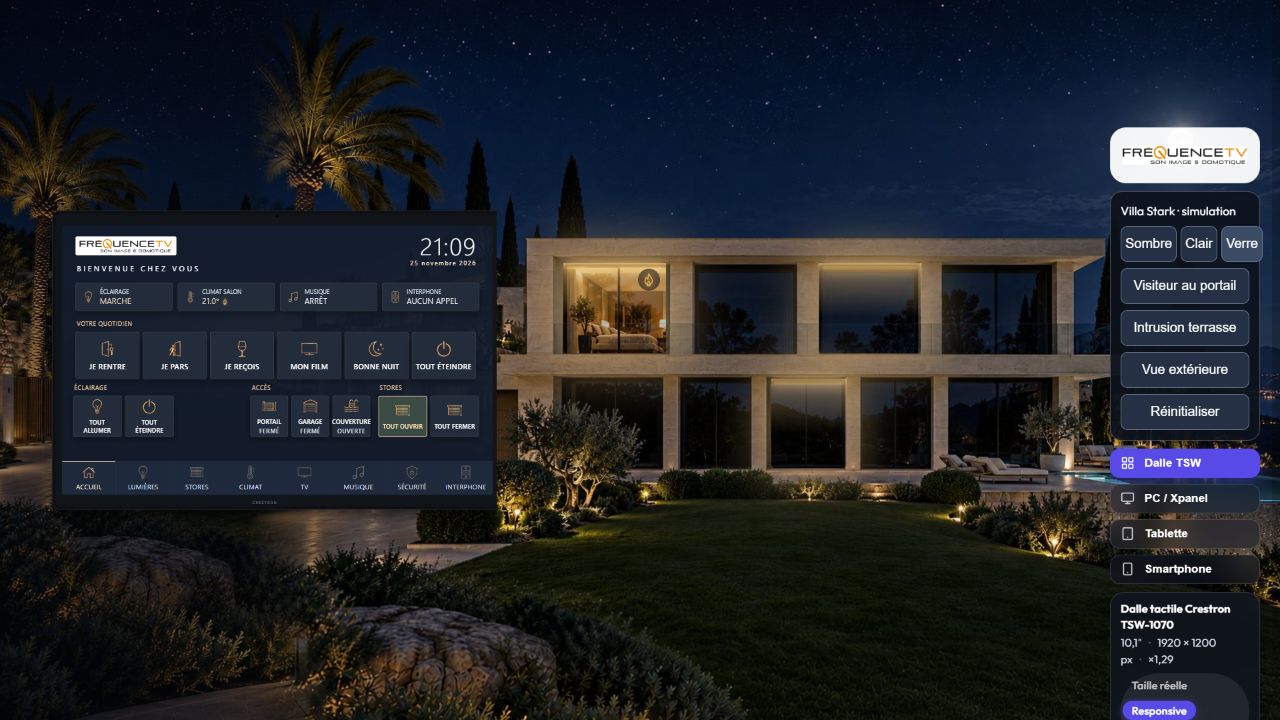 FRÉQUENCETV
SON IMAGE & DOMOTIQUE
BIENVENUE CHEZ VOUS
21:09
25 novembre 2026
ÉCLAIRAGE
MARCHE
CLIMAT SALON
21.0°
MUSIQUE
ARRÊT
INTERPHONE
AUCUN APPEL
VOTRE QUOTIDIEN
JE RENTRE
JE PARS
JE REÇOIS
MON FILM
BONNE NUIT
TOUT ÉTEINDRE
ÉCLAIRAGE
ACCÈS
STORES
TOUT ALLUMER
TOUT ÉTEINDRE
PORTAIL
FERMÉ
GARAGE
FERMÉ
COUVERTURE
OUVERTE
TOUT OUVRIR
TOUT FERMER
ACCUEIL
LUMIÈRES
STORES
CLIMAT
TV
MUSIQUE
SÉCURITÉ
INTERPHONE
CRESTRON
FRÉQUENCETV
SON IMAGE & DOMOTIQUE
Villa Stark · simulation
Sombre
Clair
Verre
Visiteur au portail
Intrusion terrasse
Vue extérieure
Réinitialiser
Dalle TSW
PC / Xpanel
Tablette
Smartphone
Dalle tactile Crestron
TSW-1070
10,1" · 1920 × 1200
px · ×1,29
Taille réelle
Responsive